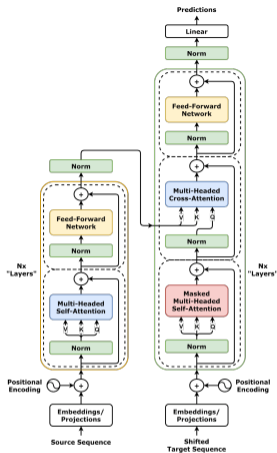 Predictions
Linear
Norm
Norm
Feed-Forward
Network
Norm
Multi-Headed
Cross-Attention
V K Q
Norm
Masked
Multi-Headed
Self-Attention
V K Q
Norm
Nx
"Layers"
Positional
Encoding
Embeddings/
Projections
Shifted
Target Sequence
Feed-Forward
Network
Norm
Multi-Headed
Self-Attention
V K Q
Norm
Nx
"Layers"
Positional
Encoding
Embeddings/
Projections
Source Sequence